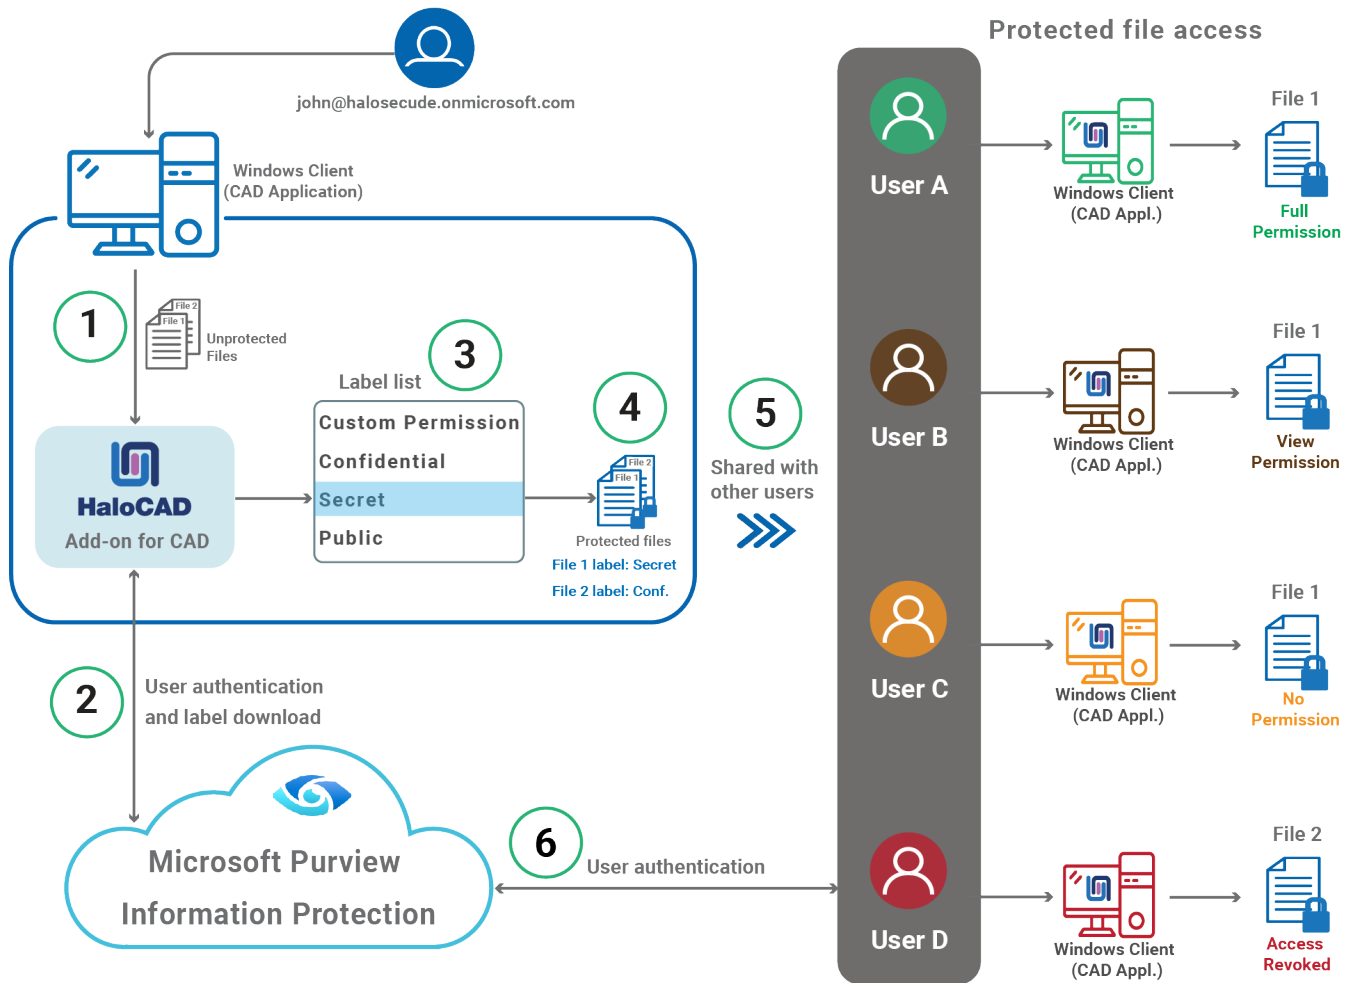 Protected file access
john@halosecude.onmicrosoft.com
Windows Client
(CAD Application)
1
File 2
File 1
Unprotected
Files
HaloCAD
Add-on for CAD
3
Label list
Custom Permission
Confidential
Secret
Public
4
File 2
File 1
Protected files
File 1 label: Secret
File 2 label: Conf.
5
Shared with
other users
2
User authentication
and label download
Microsoft Purview
Information Protection
6
User authentication
User A
Windows Client
(CAD Appl.)
File 1
Full
Permission
User B
Windows Client
(CAD Appl.)
File 1
View
Permission
User C
Windows Client
(CAD Appl.)
File 1
No
Permission
User D
Windows Client
(CAD Appl.)
File 2
Access
Revoked